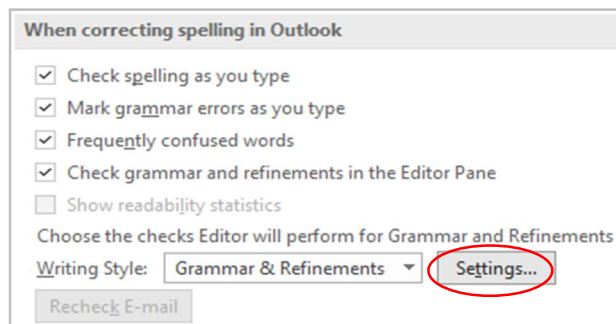 When correcting spelling in Outlook
Check spelling as you type
Mark grammar errors as you type
Frequently confused words
Check grammar and refinements in the Editor Pane
Show readability statistics
Choose the checks Editor will perform for Grammar and Refinements
Writing Style: Grammar & Refinements Settings...
Recheck E-mail